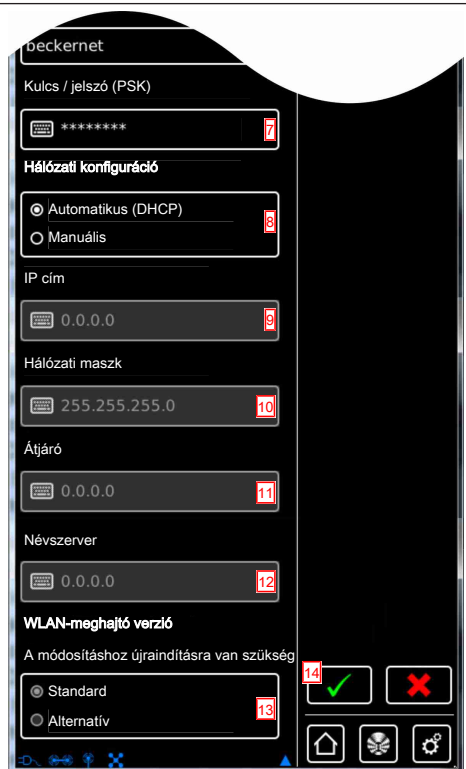 beckernet
Kulcs / jelszó (PSK)
******** 7
Hálózati konfiguráció
Automatikus (DHCP)
8
Manuális
IP cím
0.0.0.0 9
Hálózati maszk
255.255.255.0 10
Átjáró
0.0.0.0 11
Névszerver
0.0.0.0 12
WLAN-meghajtó verzió
A módosításhoz újraindításra van szükség
14
Standard
13
Alternatív